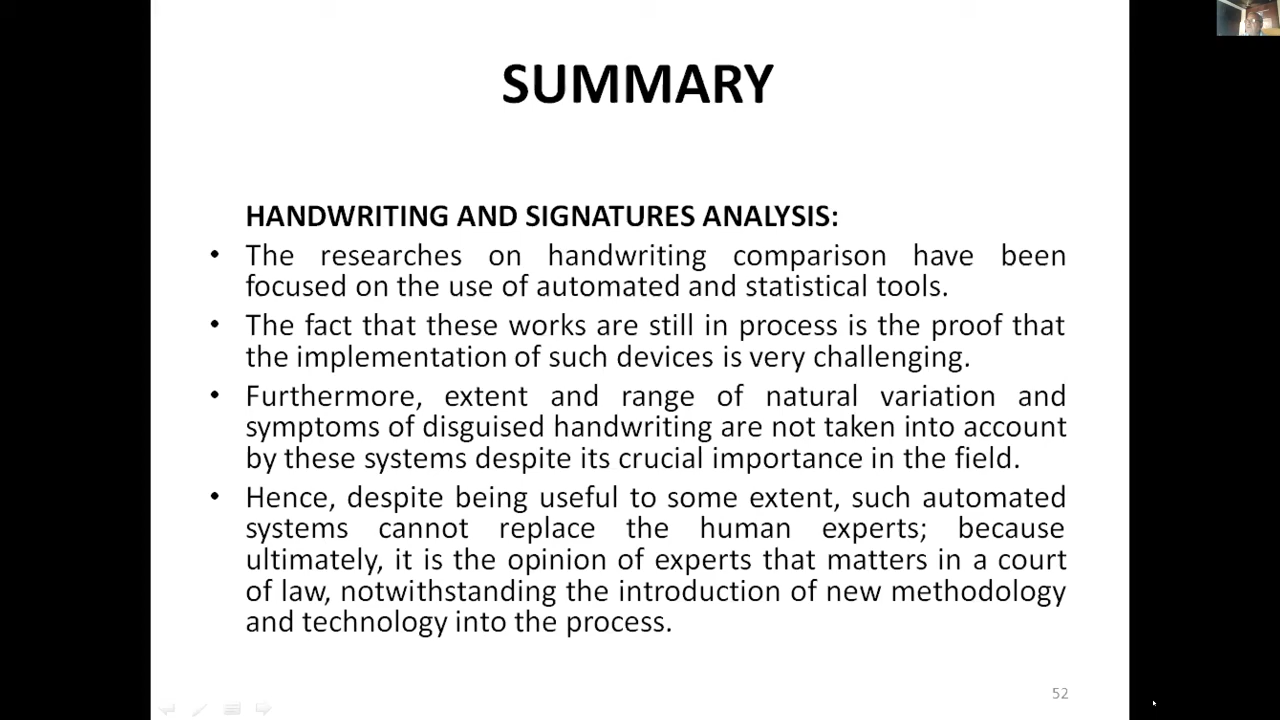 SUMMARY
HANDWRITING AND SIGNATURES ANALYSIS:
• The researches on handwriting comparison have been
focused on the use of automated and statistical tools.
• The fact that these works are still in process is the proof that
the implementation of such devices is very challenging.
• Furthermore, extent and range of natural variation and
symptoms of disguised handwriting are not taken into account
by these systems despite its crucial importance in the field.
• Hence, despite being useful to some extent, such automated
systems cannot replace the human experts; because
ultimately, it is the opinion of experts that matters in a court
of law, notwithstanding the introduction of new methodology
and technology into the process.
52